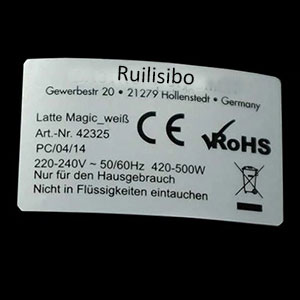 Ruilisibo
Gewerbestr 20 • 21279 Hollenstedt • Germany
Latte Magic_weiß
Art.-Nr. 42325
PC/04/14
CE RoHS
220-240V ~ 50/60Hz 420-500W
Nur für den Hausgebrauch
Nicht in Flüssigkeiten eintauchen